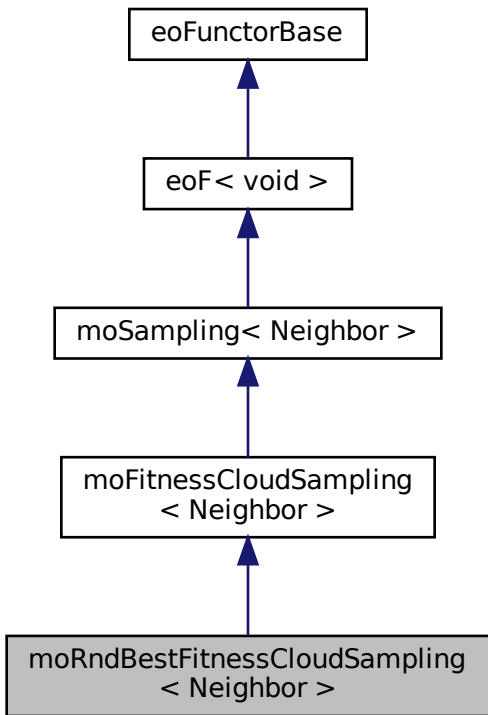 eoFunctorBase
eoF< void >
moSampling< Neighbor >
moFitnessCloudSampling
< Neighbor >
moRndBestFitnessCloudSampling
< Neighbor >